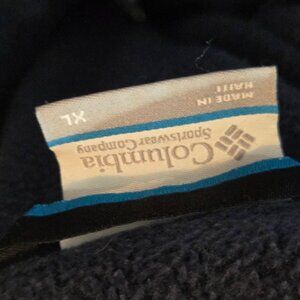 Columbia
Sportswear Company
XL
MADE IN
HAITI